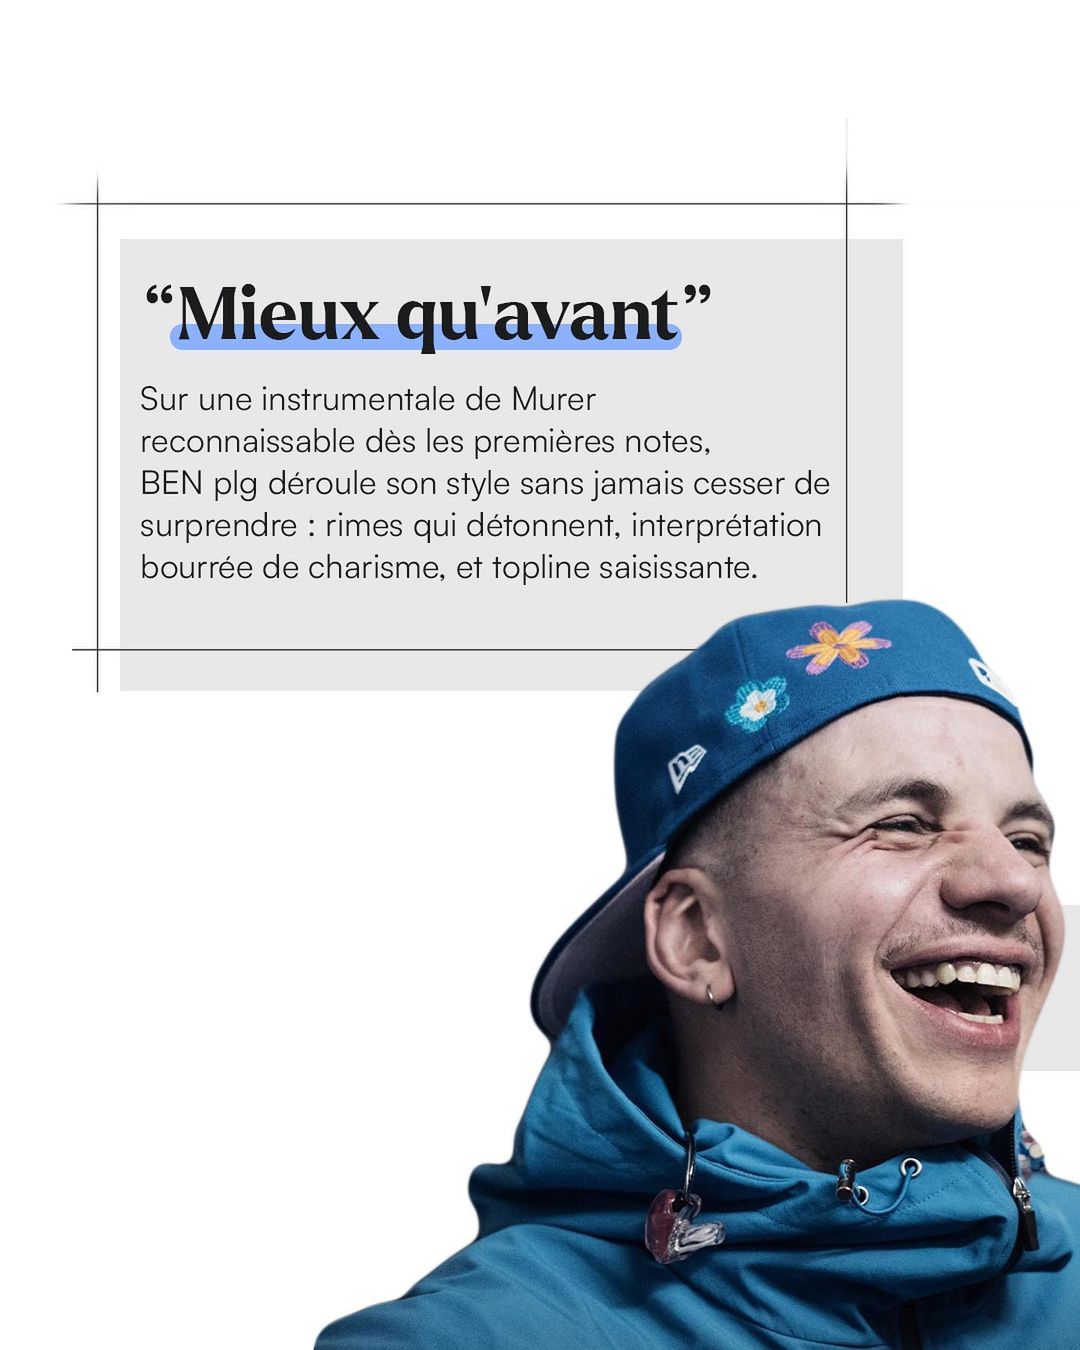 “Mieux qu'avant”
Sur une instrumentale de Murer
reconnaissable dès les premières notes,
BEN plg déroule son style sans jamais cesser de
surprendre : rimes qui détonnent, interprétation
bourrée de charisme, et topline saisissante.